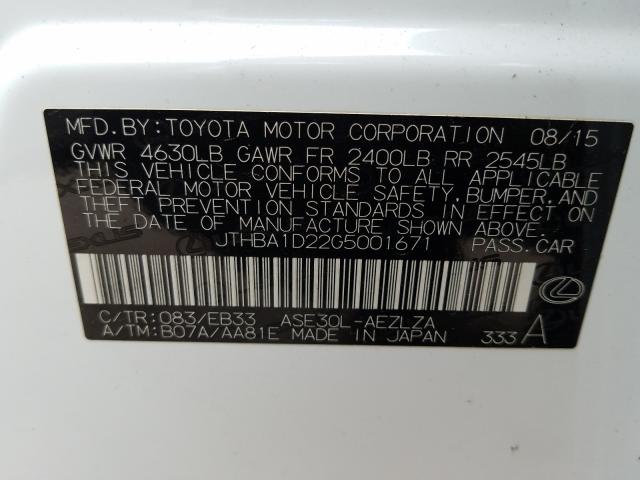 MFD. BY: TOYOTA MOTOR CORPORATION 08/15
GVWR 4630LB GAWR FR 2400LB RR 2545LB
THIS VEHICLE CONFORMS TO ALL APPLICABLE
FEDERAL MOTOR VEHICLE SAFETY, BUMPER, AND
THEFT PREVENTION STANDARDS IN EFFECT ON
THE DATE OF MANUFACTURE SHOWN ABOVE.
JTHBA1D22G5001671 PASS. CAR
C/TR: 083/EB33 ASE30L-AEZLZA
A/TM: B07A/AA81E MADE IN JAPAN 333 A